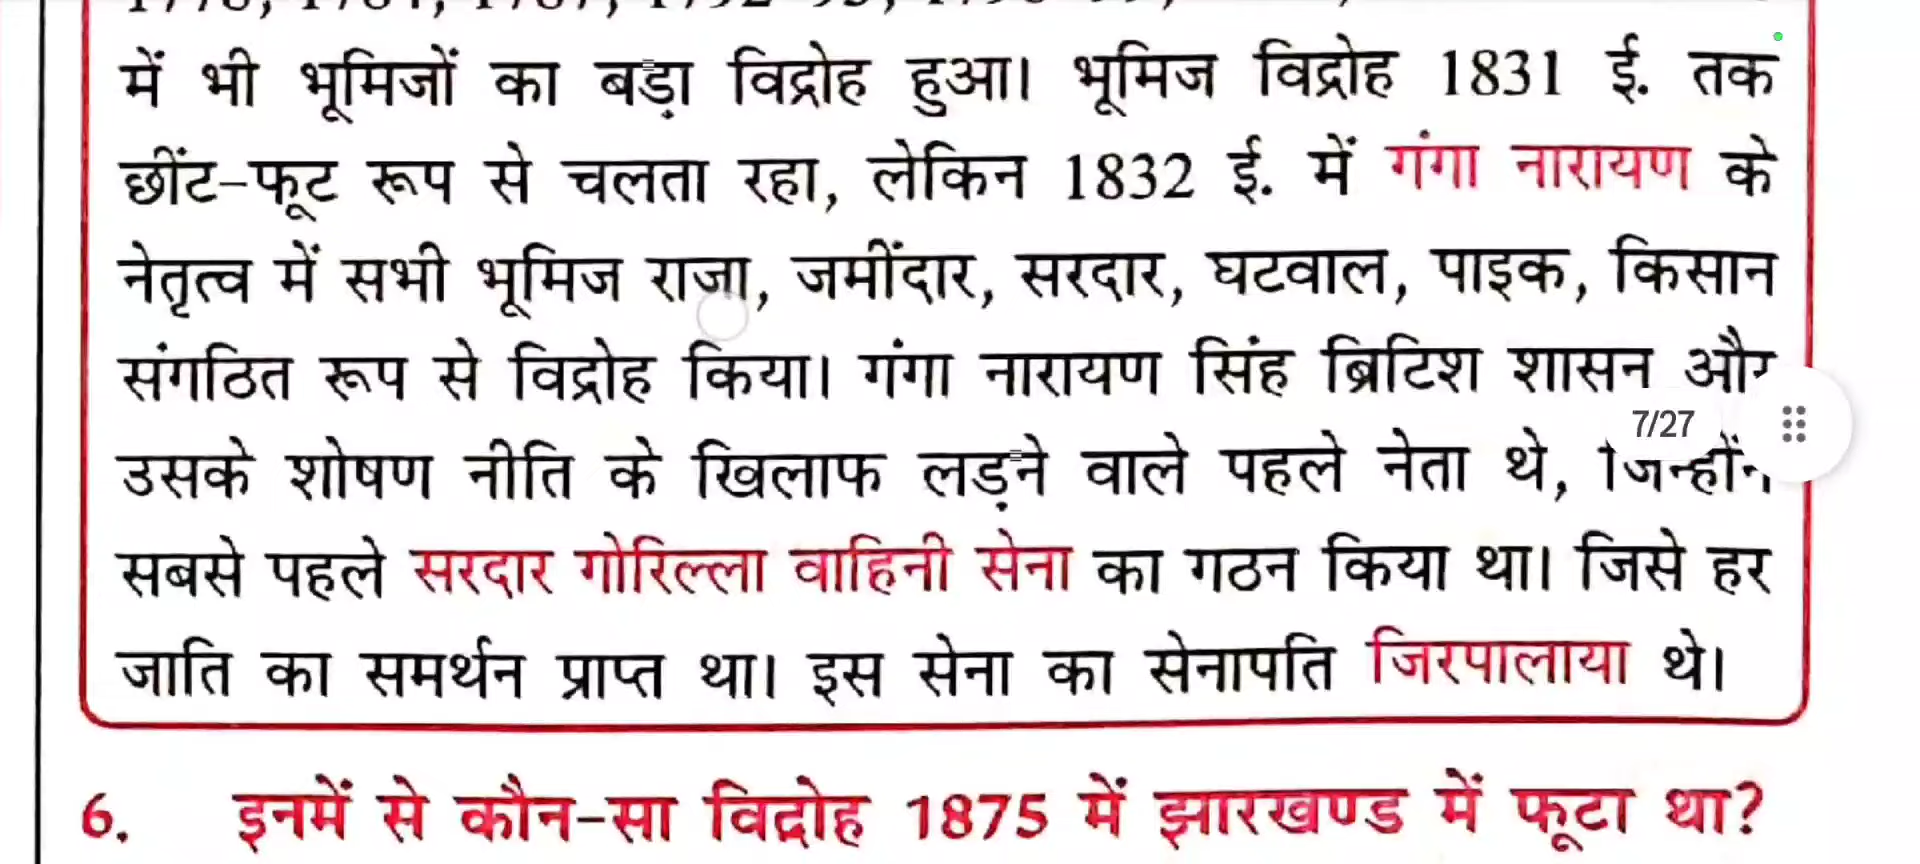 में भी भूमिजों का बड़ा विद्रोह हुआ। भूमिज विद्रोह 1831 ई. तक
छींट-फूट रूप से चलता रहा, लेकिन 1832 ई. में गंगा नारायण के
नेतृत्व में सभी भूमिज राजा, जमींदार, सरदार, घटवाल, पाइक, किसान
संगठित रूप से विद्रोह किया। गंगा नारायण सिंह ब्रिटिश शासन और
7/27
उसके शोषण नीति के खिलाफ लड़ने वाले पहले नेता थे, जिन्होंने
सबसे पहले सरदार गोरिल्ला वाहिनी सेना का गठन किया था। जिसे हर
जाति का समर्थन प्राप्त था। इस सेना का सेनापति जिरपालाया थे।
6. इनमें से कौन-सा विद्रोह 1875 में झारखण्ड में फूटा था?